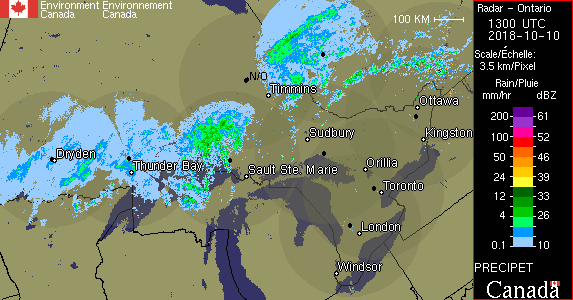 Environment Environnement
Canada Canada
100 KM
N/O
Timmins
Ottawa
Sudbury
Kingston
Dryden
Thunder Bay
Sault Ste. Marie
Orillia
Toronto
London
Windsor
Radar - Ontario
1300 UTC
2018-10-10
Scale/Échelle:
3.5 km/Pixel
Rain/Pluie
mm/hr dBZ
200 61
100 52
50 46
24 39
12 33
4 26
0.1 10
PRECIPET
Canada